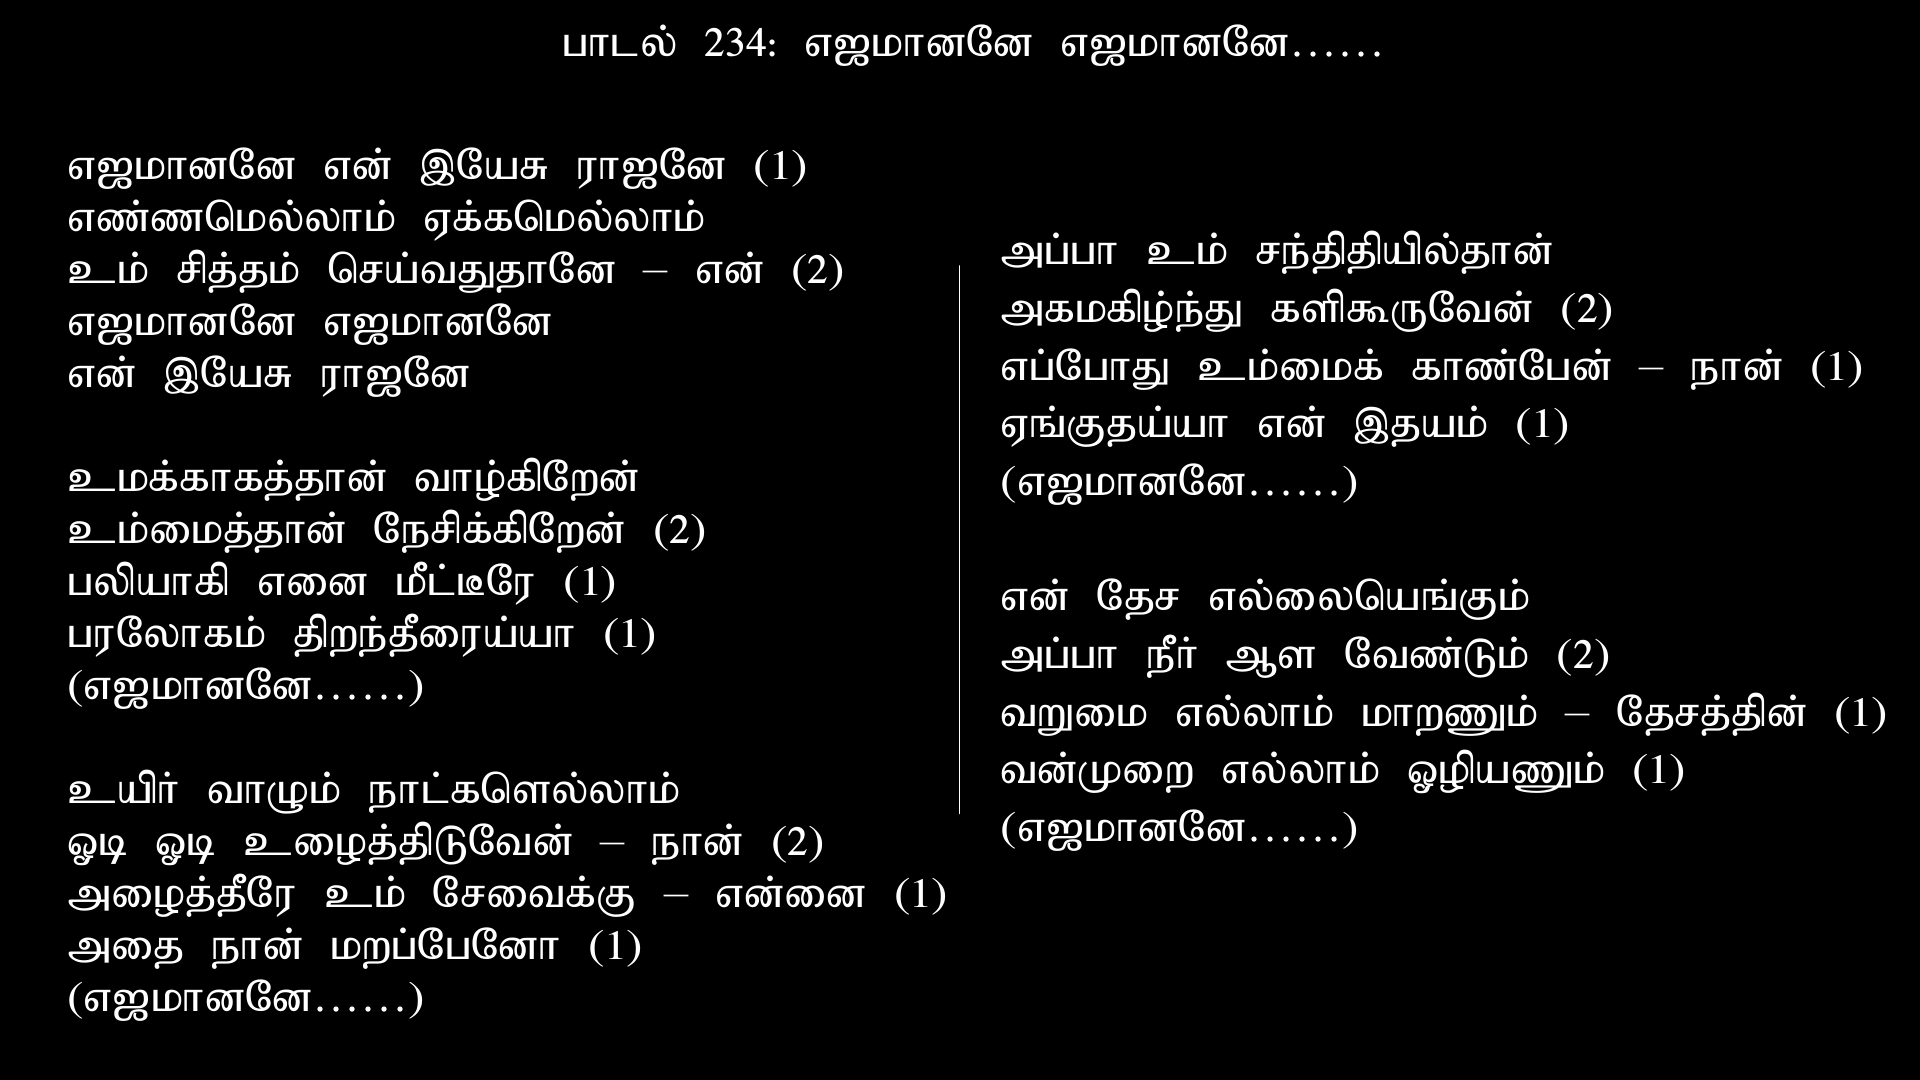 பாடல் 234: எஜமானனே எஜமானனே......
எஜமானனே என் இயேசு ராஜனே (1)
எண்ணமெல்லாம் ஏக்கமெல்லாம்
உம் சித்தம் செய்வதுதானே – என் (2)
எஜமானனே எஜமானனே
என் இயேசு ராஜனே
உமக்காகத்தான் வாழ்கிறேன்
உம்மைத்தான் நேசிக்கிறேன் (2)
பலியாகி எனை மீட்டீரே (1)
பரலோகம் திறந்தீரைய்யா (1)
(எஜமானனே......)
உயிர் வாழும் நாட்களெல்லாம்
ஓடி ஓடி உழைத்திடுவேன் – நான் (2)
அழைத்தீரே உம் சேவைக்கு – என்னை (1)
அதை நான் மறப்பேனோ (1)
(எஜமானனே......)
அப்பா உம் சந்திதியில்தான்
அகமகிழ்ந்து களிகூருவேன் (2)
எப்போது உம்மைக் காண்பேன் – நான் (1)
ஏங்குதய்யா என் இதயம் (1)
(எஜமானனே......)
என் தேச எல்லையெங்கும்
அப்பா நீர் ஆள வேண்டும் (2)
வறுமை எல்லாம் மாறணும் – தேசத்தின் (1)
வன்முறை எல்லாம் ஓழியணும் (1)
(எஜமானனே......)